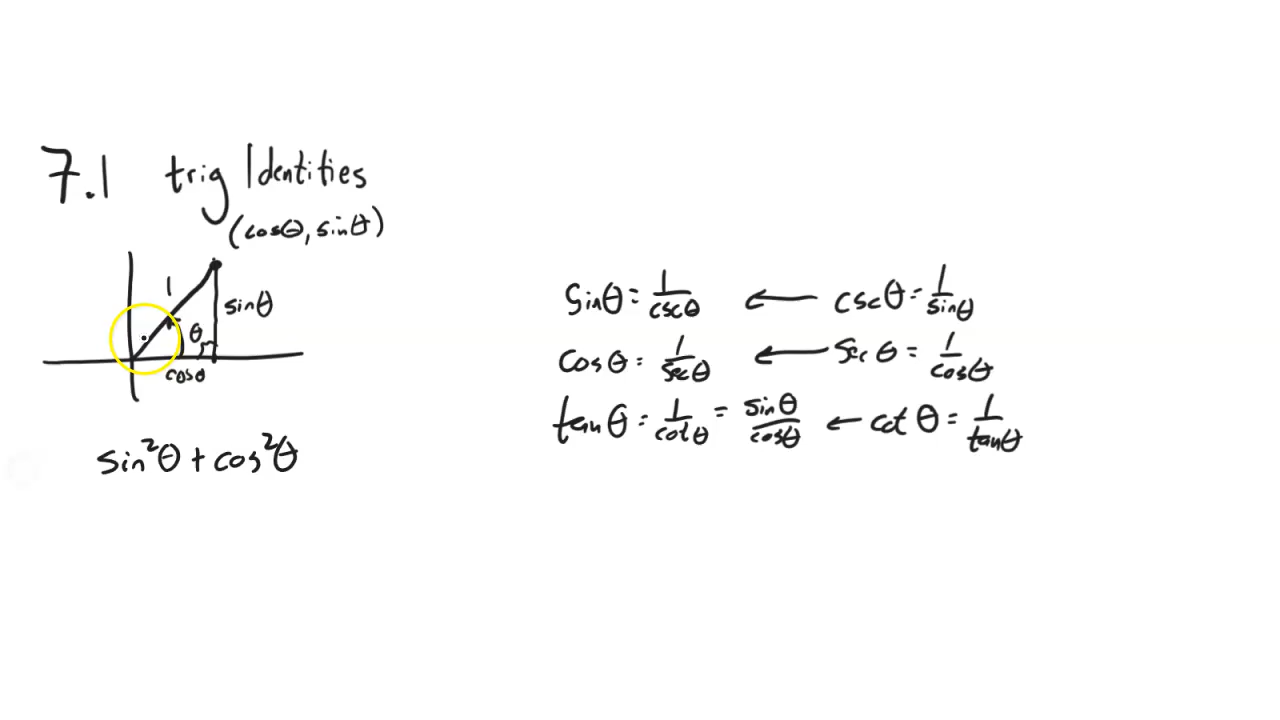 7.1 trig Identities
(cosθ, sinθ)
1
sinθ
θ
cosθ
sin²θ + cos²θ
sinθ = 1/cscθ ← cscθ = 1/sinθ
cosθ = 1/secθ ← secθ = 1/cosθ
tanθ = 1/cotθ = sinθ/cosθ ← cotθ = 1/tanθ